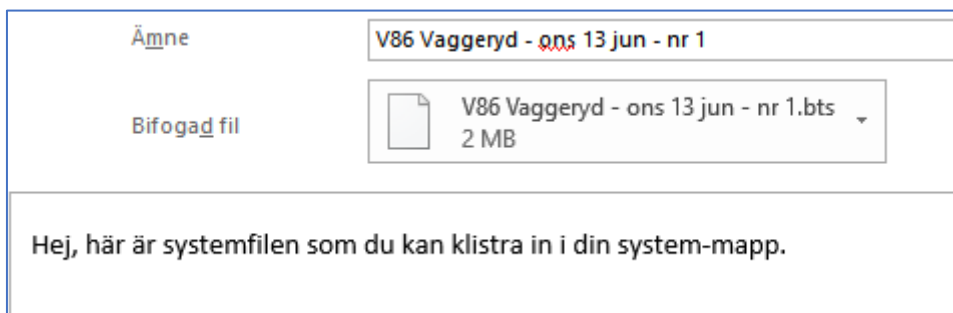 Ämne
V86 Vaggeryd - ons 13 jun - nr 1
Bifogad fil
V86 Vaggeryd - ons 13 jun - nr 1.bts
2 MB
Hej, här är systemfilen som du kan klistra in i din system-mapp.